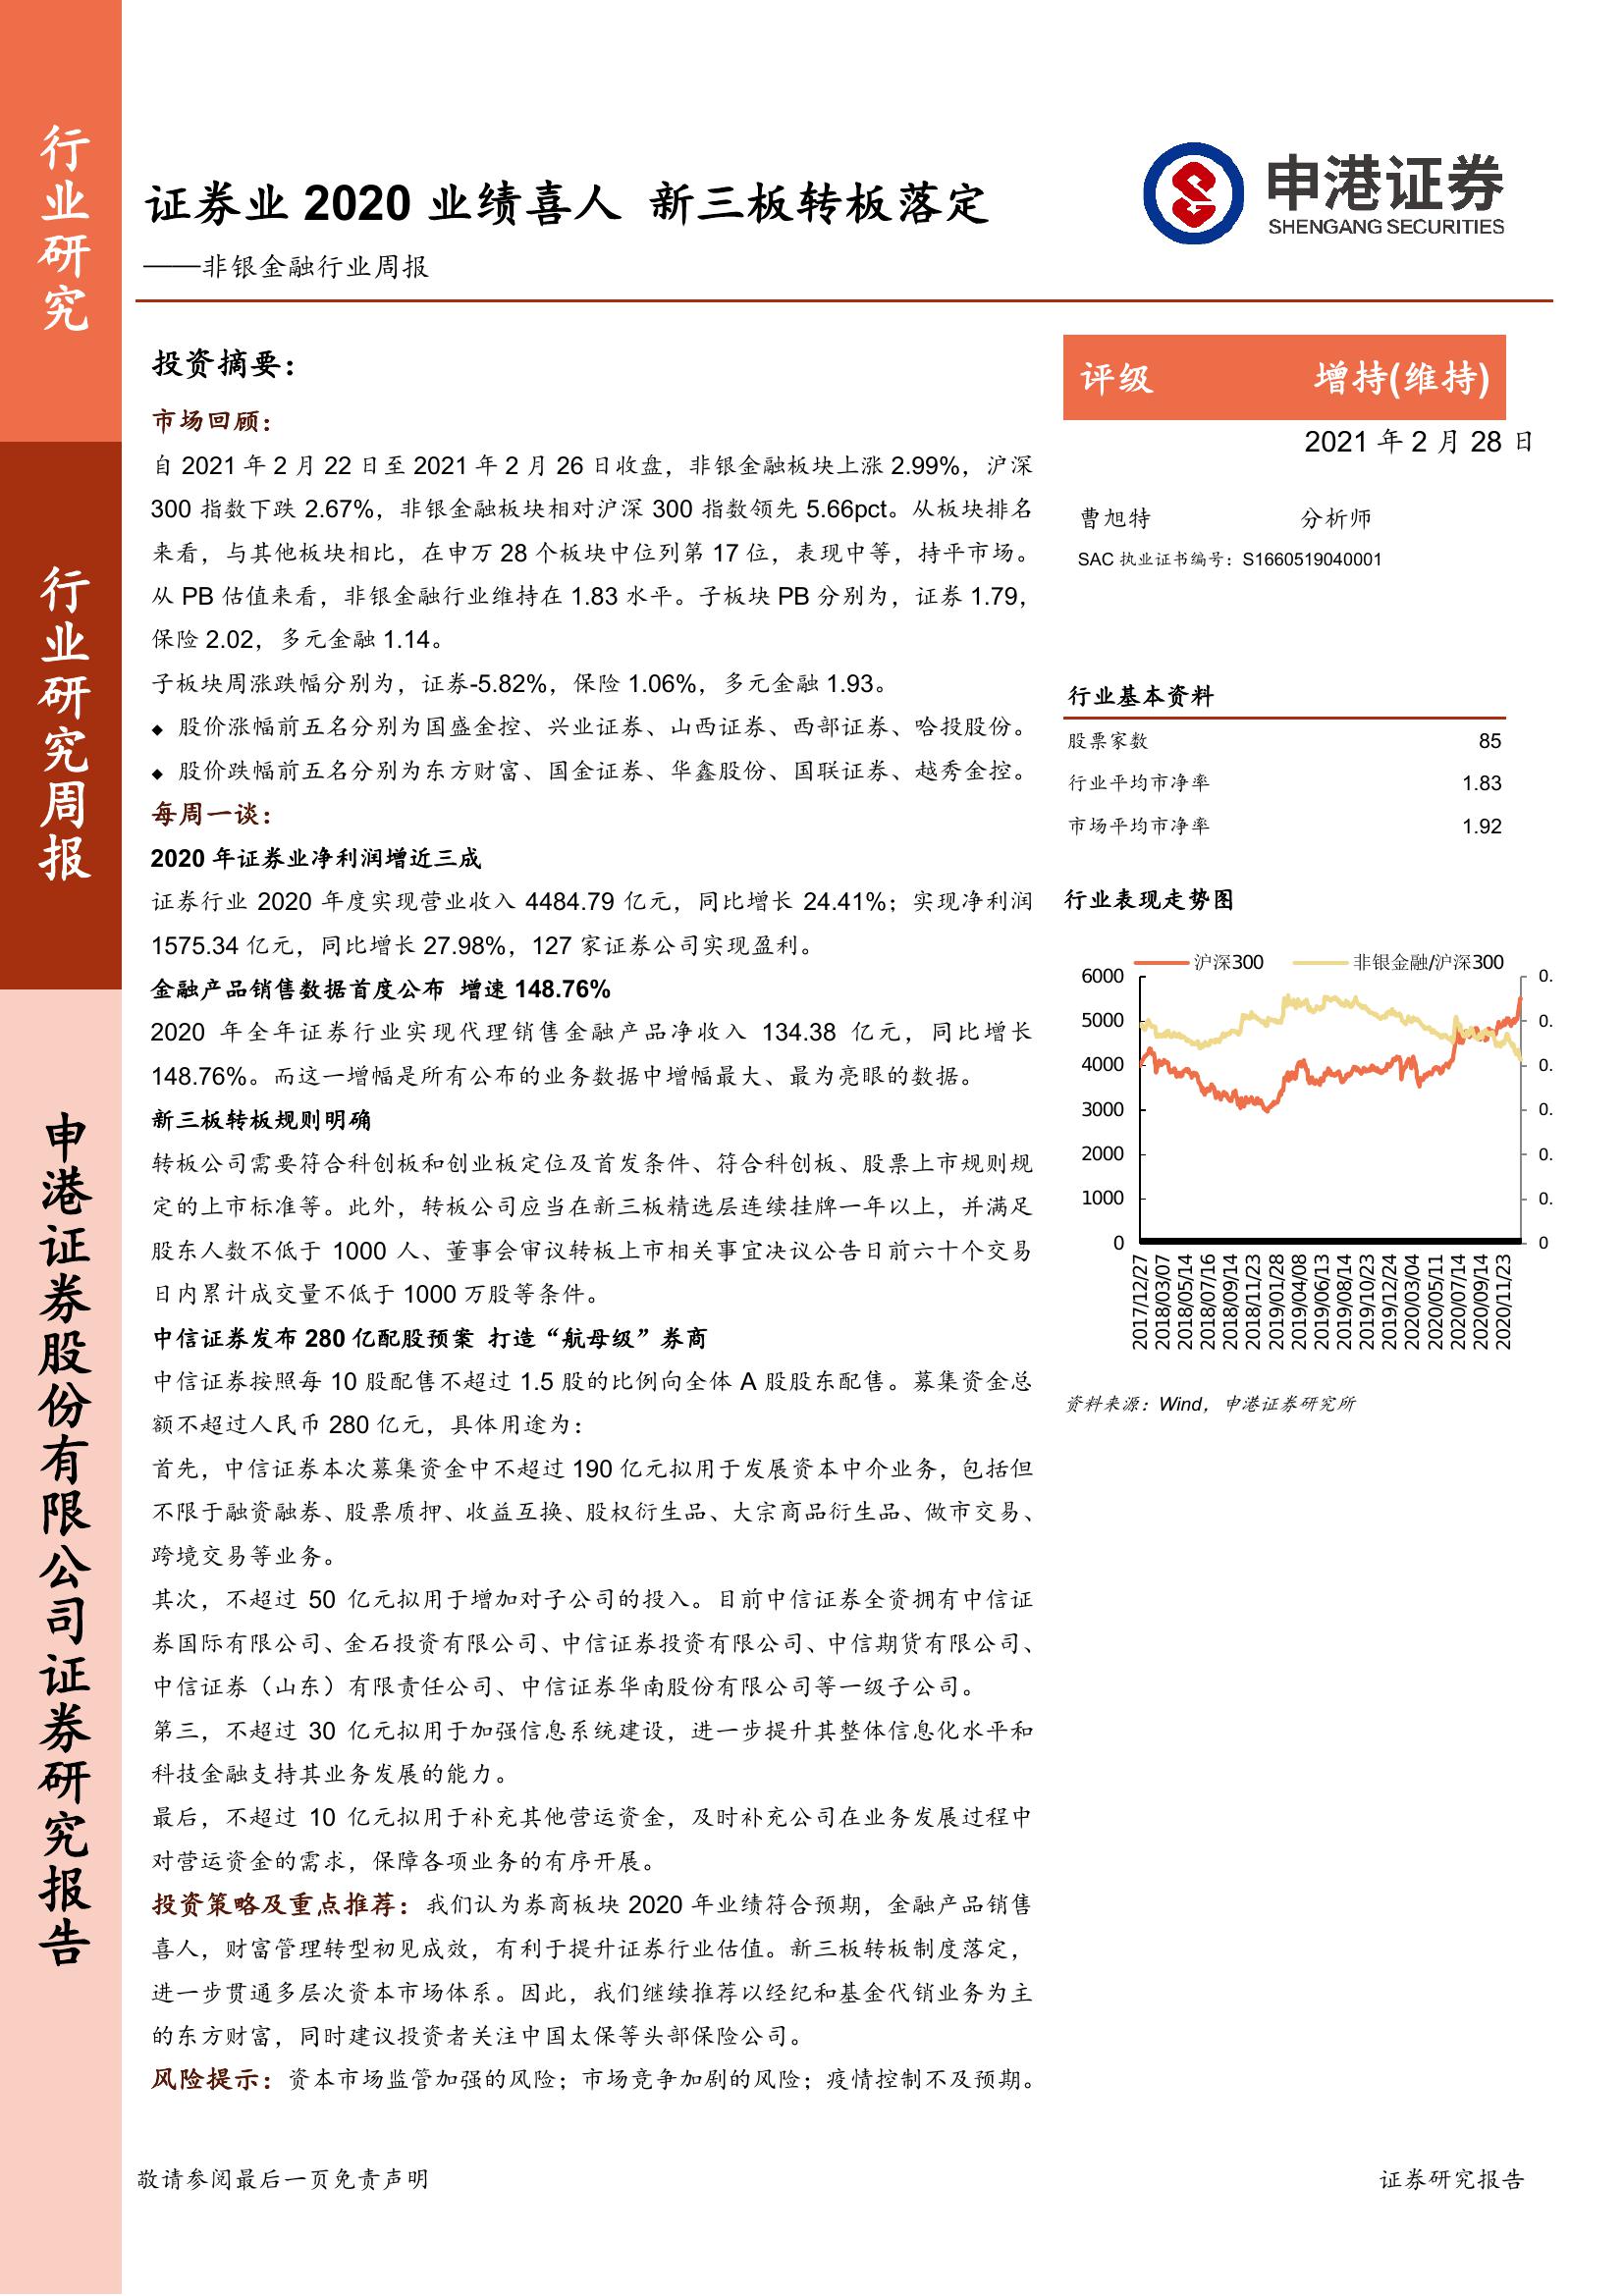 行业研究
行业研究周报
申港证券股份有限公司证券研究报告
证券业 2020 业绩喜人 新三板转板落定
——非银金融行业周报
申港证券
SHENGANG SECURITIES
投资摘要：
市场回顾：
自 2021 年 2 月 22 日至 2021 年 2 月 26 日收盘，非银金融板块上涨 2.99%，沪深
300 指数下跌 2.67%，非银金融板块相对沪深 300 指数领先 5.66pct。从板块排名
来看，与其他板块相比，在申万 28 个板块中位列第 17 位，表现中等，持平市场。
从 PB 估值来看，非银金融行业维持在 1.83 水平。子板块 PB 分别为，证券 1.79，
保险 2.02，多元金融 1.14。
子板块周涨跌幅分别为，证券-5.82%，保险 1.06%，多元金融 1.93。
◆ 股价涨幅前五名分别为国盛金控、兴业证券、山西证券、西部证券、哈投股份。
◆ 股价跌幅前五名分别为东方财富、国金证券、华鑫股份、国联证券、越秀金控。
每周一谈：
2020 年证券业净利润增近三成
证券行业 2020 年度实现营业收入 4484.79 亿元，同比增长 24.41%；实现净利润
1575.34 亿元，同比增长 27.98%，127 家证券公司实现盈利。
金融产品销售数据首度公布 增速 148.76%
2020 年全年证券行业实现代理销售金融产品净收入 134.38 亿元，同比增长
148.76%。而这一增幅是所有公布的业务数据中增幅最大、最为亮眼的数据。
新三板转板规则明确
转板公司需要符合科创板和创业板定位及首发条件、符合科创板、股票上市规则规
定的上市标准等。此外，转板公司应当在新三板精选层连续挂牌一年以上，并满足
股东人数不低于 1000 人、董事会审议转板上市相关事宜决议公告日前六十个交易
日内累计成交量不低于 1000 万股等条件。
中信证券发布 280 亿配股预案 打造“航母级”券商
中信证券按照每 10 股配售不超过 1.5 股的比例向全体 A 股股东配售。募集资金总
额不超过人民币 280 亿元，具体用途为：
首先，中信证券本次募集资金中不超过 190 亿元拟用于发展资本中介业务，包括但
不限于融资融券、股票质押、收益互换、股权衍生品、大宗商品衍生品、做市交易、
跨境交易等业务。
其次，不超过 50 亿元拟用于增加对子公司的投入。目前中信证券全资拥有中信证
券国际有限公司、金石投资有限公司、中信证券投资有限公司、中信期货有限公司、
中信证券（山东）有限责任公司、中信证券华南股份有限公司等一级子公司。
第三，不超过 30 亿元拟用于加强信息系统建设，进一步提升其整体信息化水平和
科技金融支持其业务发展的能力。
最后，不超过 10 亿元拟用于补充其他营运资金，及时补充公司在业务发展过程中
对营运资金的需求，保障各项业务的有序开展。
投资策略及重点推荐：我们认为券商板块 2020 年业绩符合预期，金融产品销售
喜人，财富管理转型初见成效，有利于提升证券行业估值。新三板转板制度落定，
进一步贯通多层次资本市场体系。因此，我们继续推荐以经纪和基金代销业务为主
的东方财富，同时建议投资者关注中国太保等头部保险公司。
风险提示：资本市场监管加强的风险；市场竞争加剧的风险；疫情控制不及预期。
评级 增持(维持)
2021 年 2 月 28 日
曹旭特 分析师
SAC 执业证书编号：S1660519040001
行业基本资料
股票家数 85
行业平均市净率 1.83
市场平均市净率 1.92
行业表现走势图
沪深300 非银金融/沪深300
6000 0.
5000 0.
4000 0.
3000 0.
2000 0.
1000 0.
0 0
2017/12/27
2018/03/07
2018/05/14
2018/07/16
2018/09/14
2018/11/23
2019/01/28
2019/04/08
2019/06/13
2019/08/14
2019/10/23
2019/12/24
2020/03/04
2020/05/11
2020/07/14
2020/09/14
2020/11/23
资料来源：Wind，申港证券研究所
敬请参阅最后一页免责声明 证券研究报告